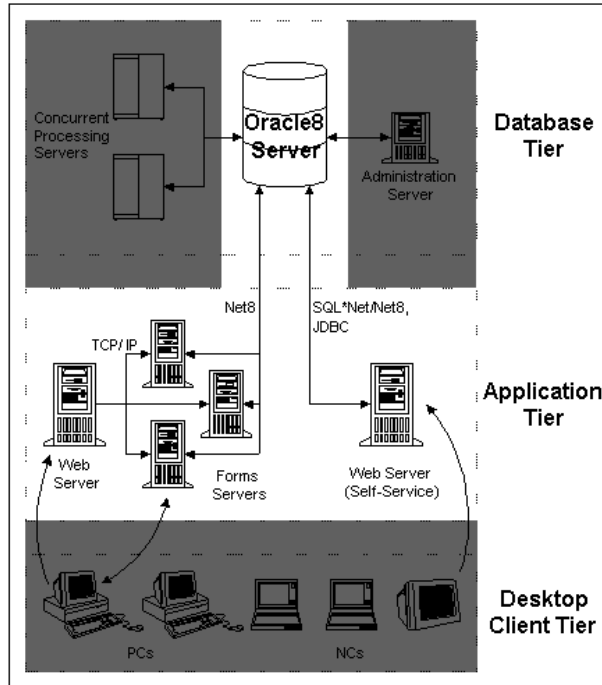 Concurrent
Processing
Servers
Oracle8
Server
Administration
Server
Database
Tier
Net8
SQL*Net/Net8,
JDBC
TCP/IP
Application
Tier
Web
Server
Forms
Servers
Web Server
(Self-Service)
Desktop
Client Tier
PCs
NCs